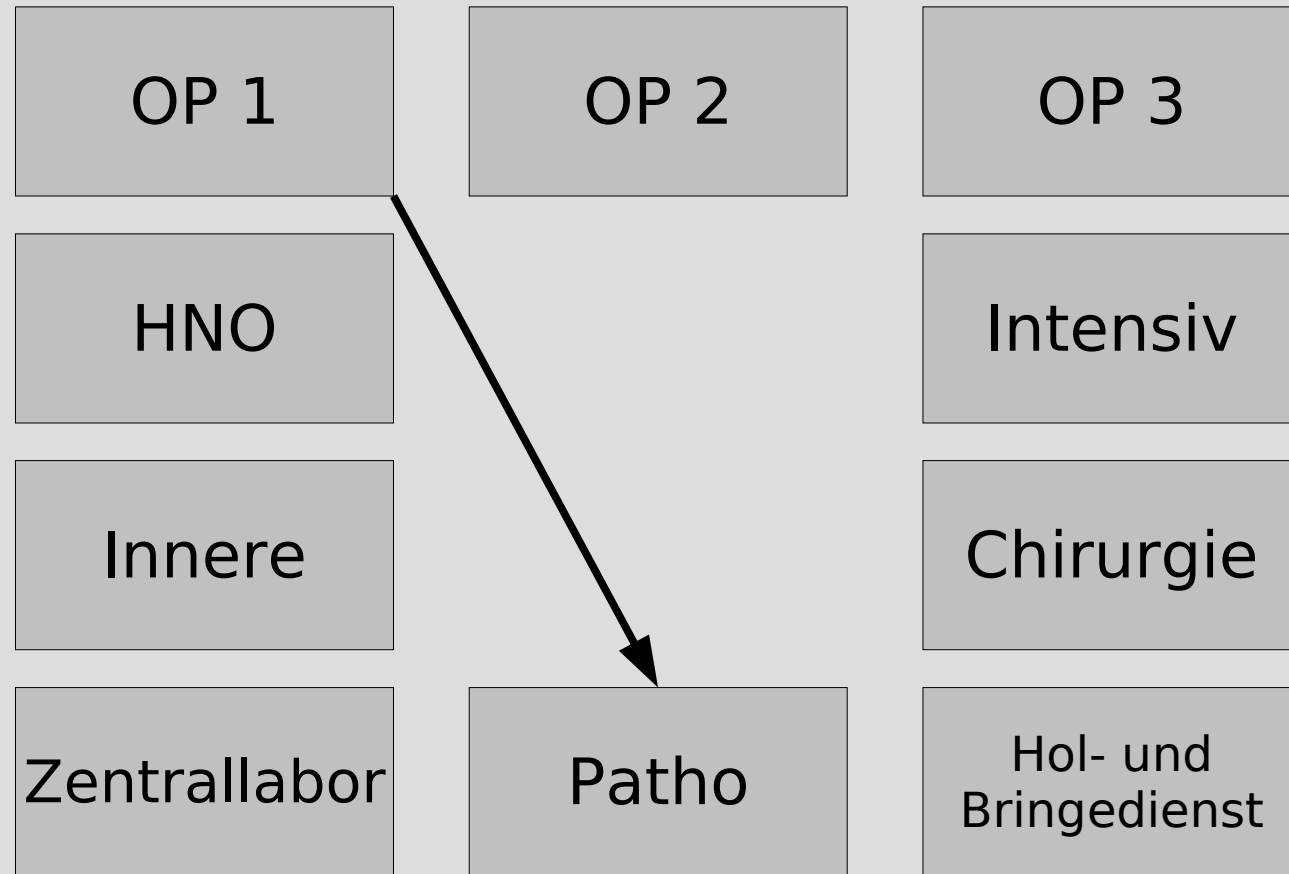 OP 1
OP 2
OP 3
HNO
Intensiv
Innere
Chirurgie
Zentrallabor
Patho
Hol- und
Bringedienst